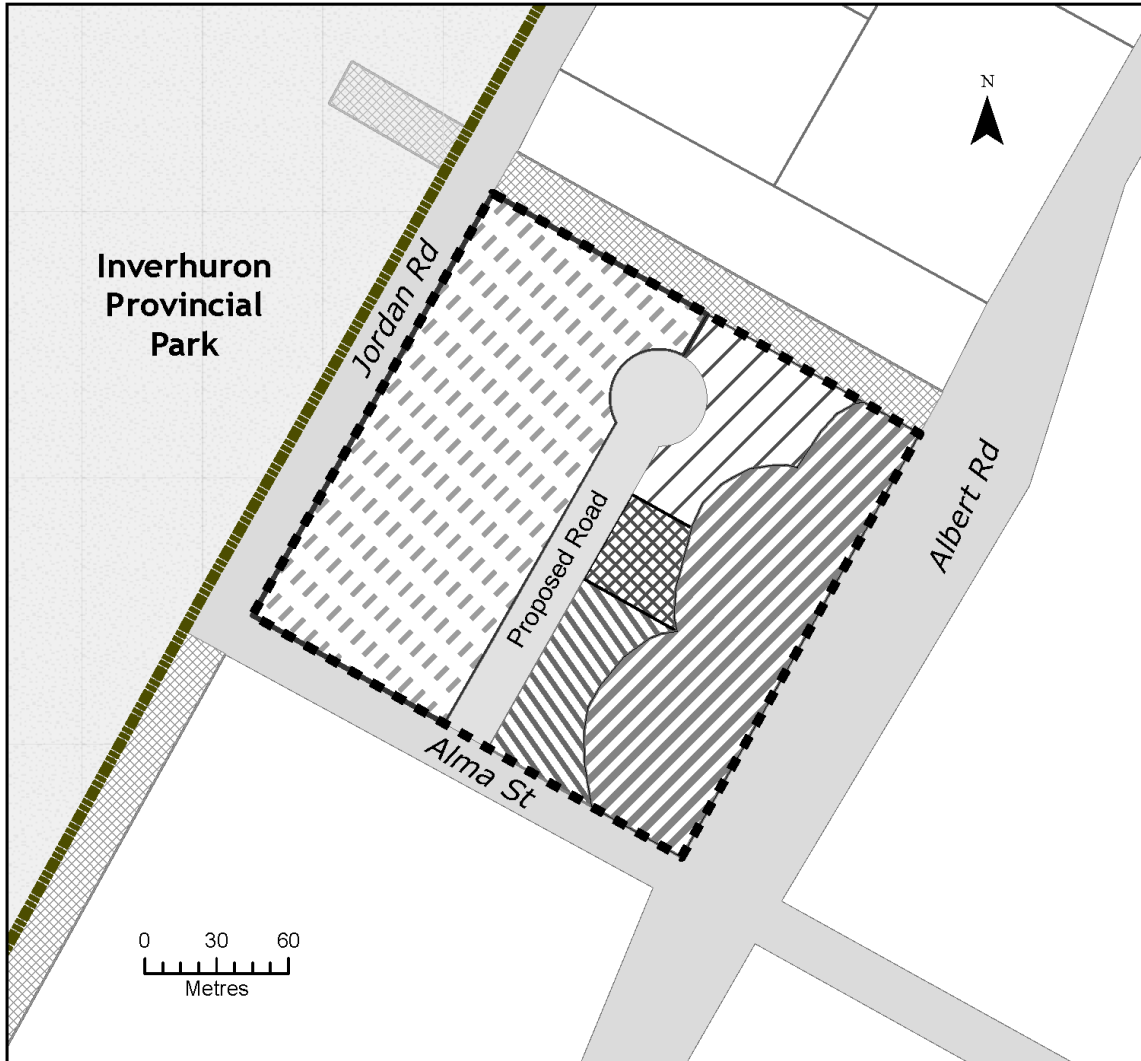 N
Inverhuron
Provincial
Park
Jordan Rd
Albert Rd
Proposed Road
Alma St
0 30 60
Metres